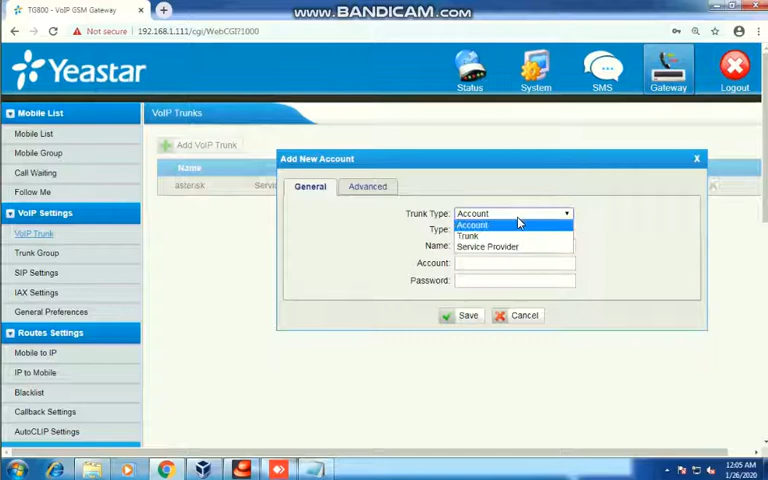 TG800 - VoIP GSM Gateway
www.BANDICAM.com
Not secure
192.168.1.111/cgi/WebCGI?1000
Yeastar
Status
System
SMS
Gateway
Logout
Mobile List
Mobile List
Mobile Group
Call Waiting
Follow Me
VoIP Settings
VoIP Trunk
Trunk Group
SIP Settings
IAX Settings
General Preferences
Routes Settings
Mobile to IP
IP to Mobile
Blacklist
Callback Settings
AutoCLIP Settings
VoIP Trunks
Add VoIP Trunk
Name
asterisk
Servi
Add New Account
X
General
Advanced
Trunk Type:
Account
Account
Trunk
Service Provider
Type:
Name:
Account:
Password:
Save
Cancel
12:05 AM
1/26/2020